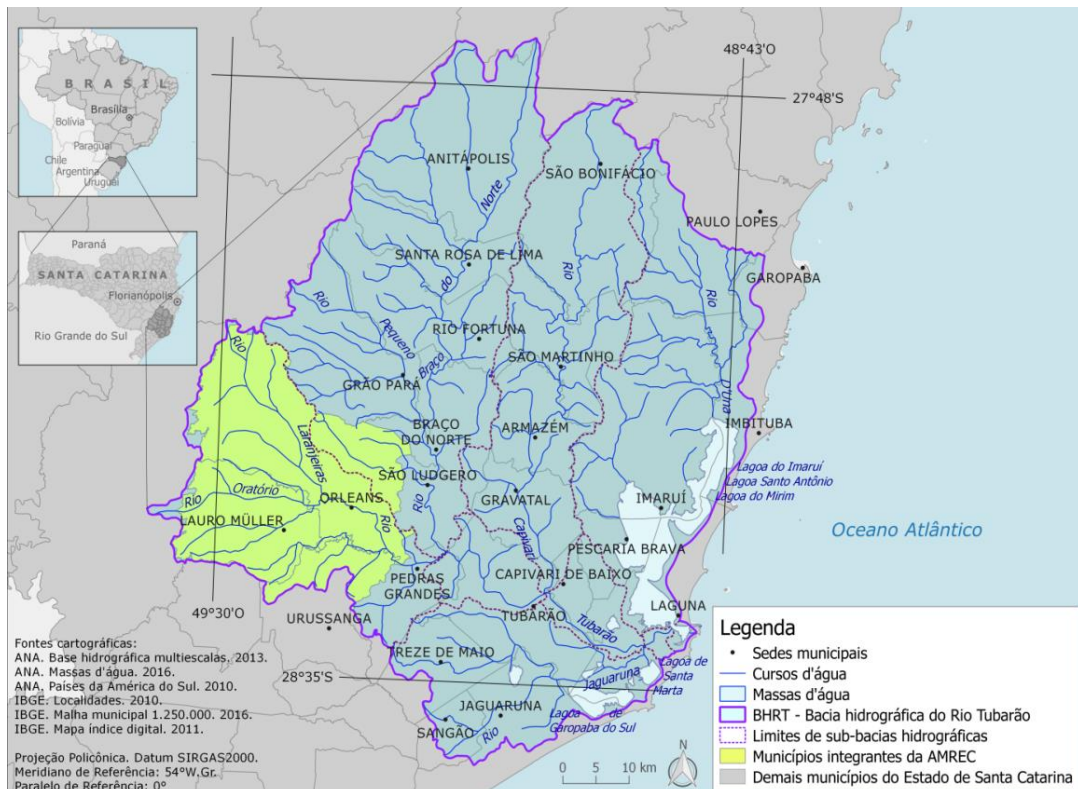 BRASIL
Brasília
Bolívia
Paraguai
Chile
Argentina
Uruguai
Paraná
SANTA CATARINA
Florianópolis
Rio Grande do Sul
49°30'O
48°43'O
27°48'S
28°35'S
ANITÁPOLIS
SÃO BONIFÁCIO
PAULO LOPES
GAROPABA
SANTA ROSA DE LIMA
RIO FORTUNA
SÃO MARTINHO
GRÃO PARÁ
BRAÇO
DO NORTE
ARMAZÉM
IMBITUBA
SÃO LUDGERO
GRAVATAL
IMARUÍ
ORLEANS
LAURO MÜLLER
PESCARIA BRAVA
PEDRAS
GRANDES
CAPIVARI DE BAIXO
TUBARÃO
LAGUNA
URUSSANGA
TREZE DE MAIO
JAGUARUNA
SANGÃO
Rio
Braço
do
Norte
Rio
Pequeno
Rio
Rio
D'Una
Rio
Laranjeiras
Rio
Oratório
Rio
Rio
Capivari
Tubarão
Rio
Jaguaruna
Lagoa do Imaruí
Lagoa Santo Antônio
Lagoa do Mirim
Oceano Atlântico
Lagoa de
Santa
Marta
Lagoa de
Garopaba do Sul
Fontes cartográficas:
ANA. Base hidrográfica multiescalas. 2013.
ANA. Massas d'água. 2016.
ANA. Países da América do Sul. 2010.
IBGE. Localidades. 2010.
IBGE. Malha municipal 1.250.000. 2016.
IBGE. Mapa índice digital. 2011.
Projeção Poliçônica. Datum SIRGAS2000.
Meridiano de Referência: 54°W.Gr.
Paralelo de Referência: 0°
0 5 10 km
N
Legenda
Sedes municipais
Cursos d'água
Massas d'água
BHRT - Bacia hidrográfica do Rio Tubarão
Limites de sub-bacias hidrográficas
Municípios integrantes da AMREC
Demais municípios do Estado de Santa Catarina